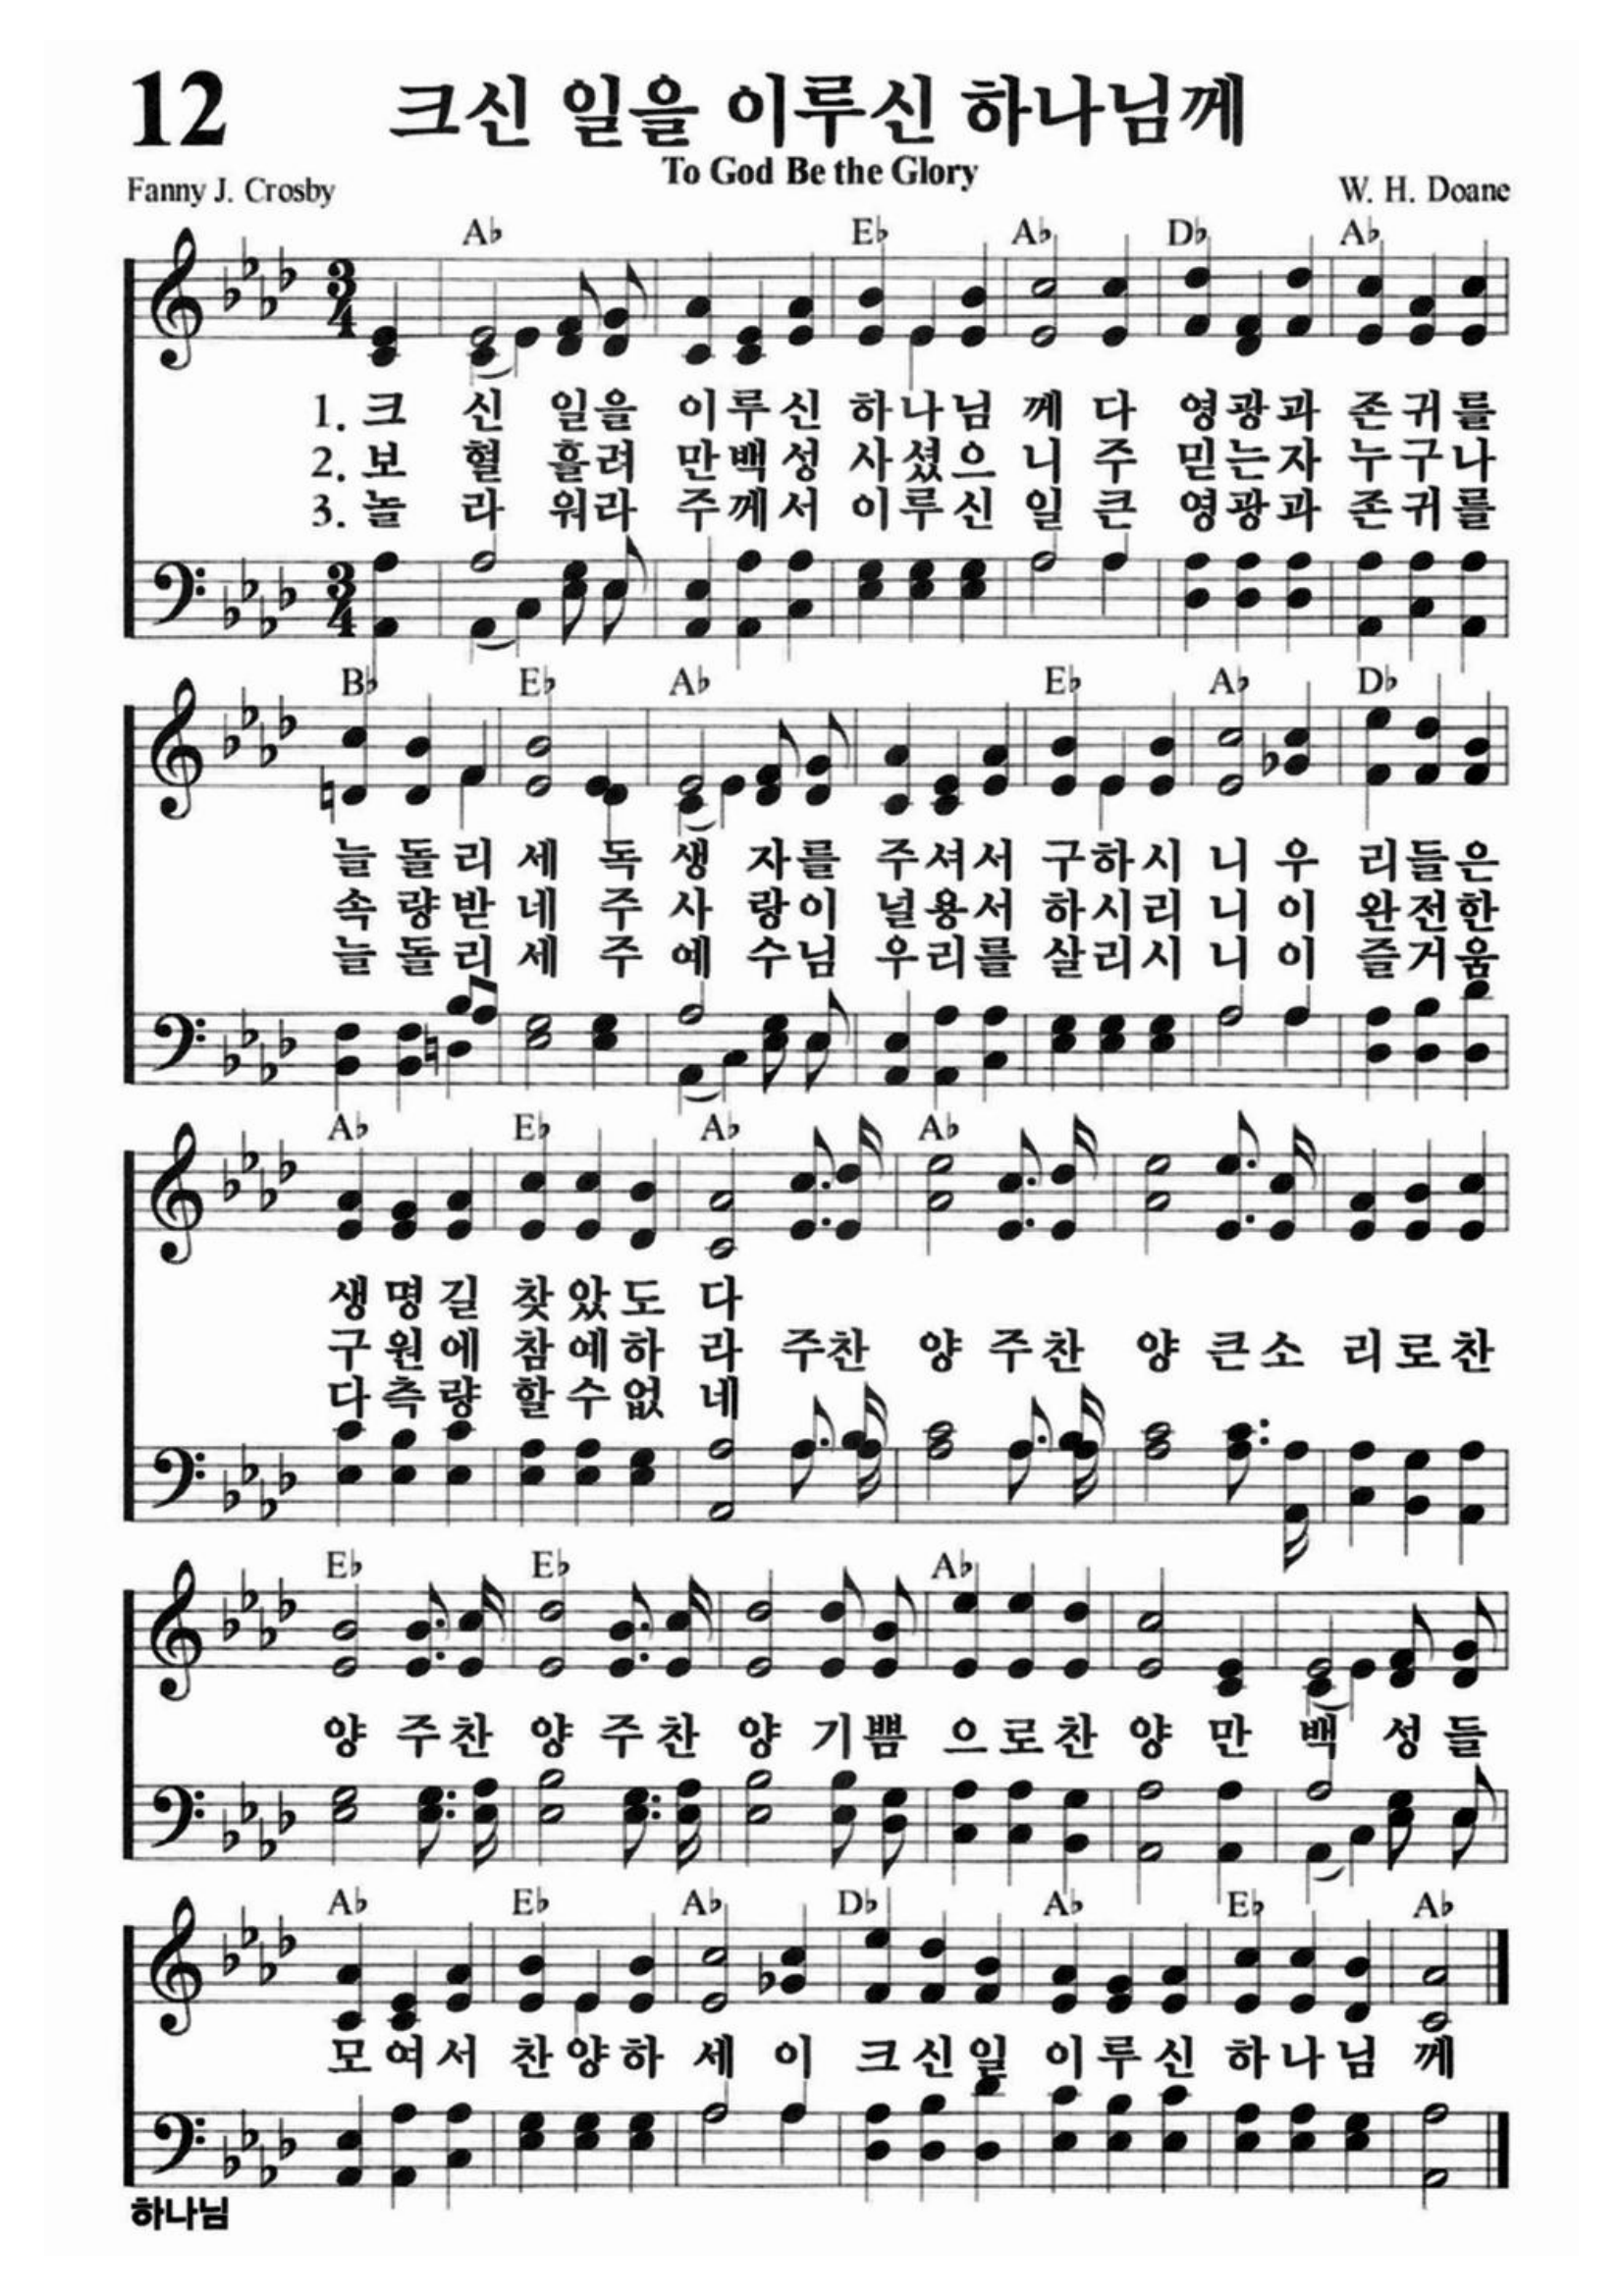 12
크신 일을 이루신 하나님께
To God Be the Glory
Fanny J. Crosby
W. H. Doane
A♭ E♭ A♭ D♭ A♭
3/4
1. 크 신 일을 이루신 하나님 께 다 영광과 존귀를
2. 보 혈 흘려 만백성 사셨으 니 주 믿는자 누구나
3. 놀 라 워라 주께서 이루신 일 큰 영광과 존귀를
3/4
B♭ E♭ A♭ E♭ A♭ D♭
늘 돌리 세 독 생 자를 주셔서 구하시 니 우 리들은
속 량받 네 주 사 랑이 널용서 하시리 니 이 완전한
늘 돌리 세 주 예 수님 우리를 살리시 니 이 즐거움
A♭ E♭ A♭ A♭
생명길 찾았도 다
구원에 참예하 라 주찬 양 주찬 양 큰소 리로찬
다측량 할수없 네
E♭ E♭ A♭
양 주찬 양 주찬 양 기쁨 으로찬 양 만 백 성들
A♭ E♭ A♭ D♭ A♭ E♭ A♭
모여서 찬양하 세 이 크신일 이루신 하나님 께
하나님